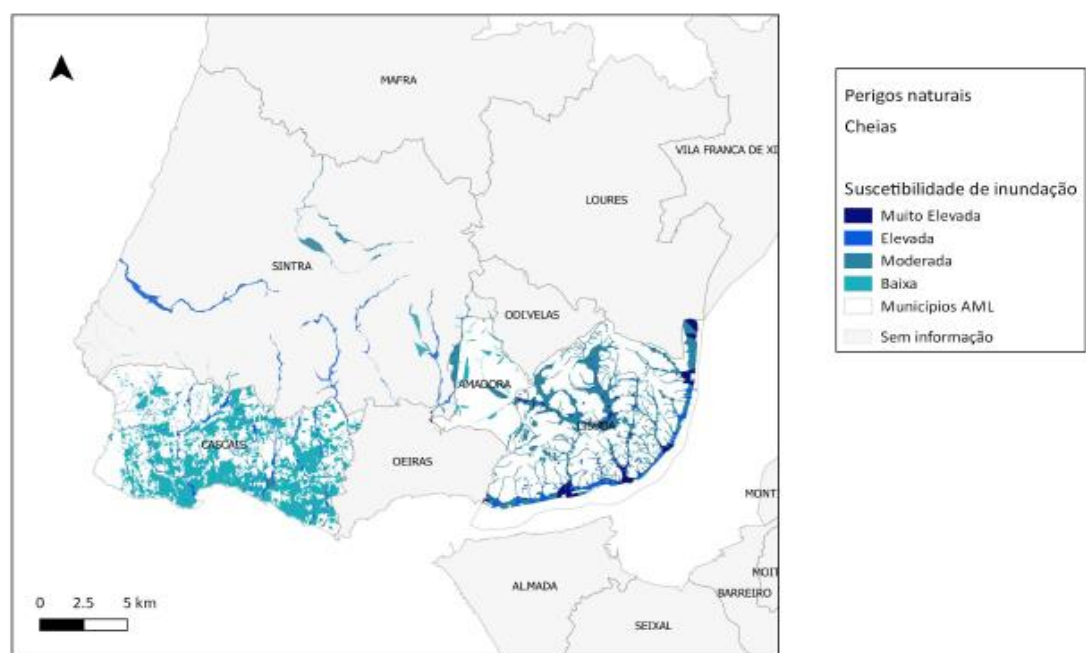 MAFRA
VILA FRANCA DE XI
LOURES
SINTRA
ODIVELAS
AMADORA
LISBOA
CASCAIS
OEIRAS
MONTI
ALMADA
MOIT
BARREIRO
SEIXAL
0 2.5 5 km
Perigos naturais
Cheias
Suscetibilidade de inundação
Muito Elevada
Elevada
Moderada
Baixa
Municípios AML
Sem informação